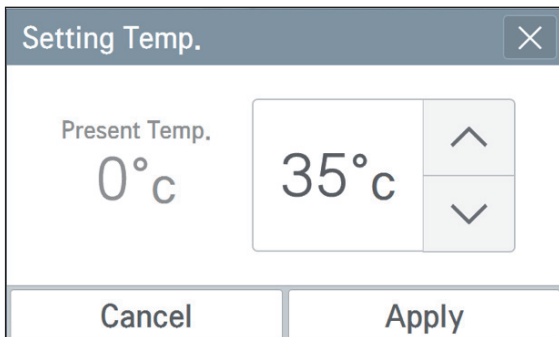 Setting Temp.
Present Temp.
0°c
35°c
Cancel
Apply